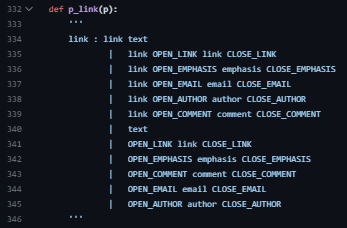 332 def p_link(p):
333 '''
334 link : link text
335 | link OPEN_LINK link CLOSE_LINK
336 | link OPEN_EMPHASIS emphasis CLOSE_EMPHASIS
337 | link OPEN_EMAIL email CLOSE_EMAIL
338 | link OPEN_AUTHOR author CLOSE_AUTHOR
339 | link OPEN_COMMENT comment CLOSE_COMMENT
340 | text
341 | OPEN_LINK link CLOSE_LINK
342 | OPEN_EMPHASIS emphasis CLOSE_EMPHASIS
343 | OPEN_COMMENT comment CLOSE_COMMENT
344 | OPEN_EMAIL email CLOSE_EMAIL
345 | OPEN_AUTHOR author CLOSE_AUTHOR
346 '''